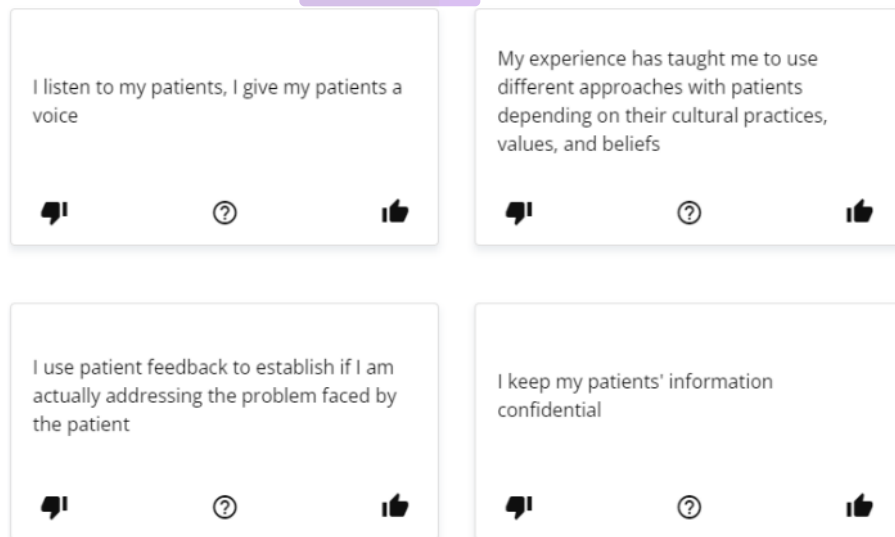 I listen to my patients, I give my patients a
voice
My experience has taught me to use
different approaches with patients
depending on their cultural practices,
values, and beliefs
I use patient feedback to establish if I am
actually addressing the problem faced by
the patient
I keep my patients' information
confidential